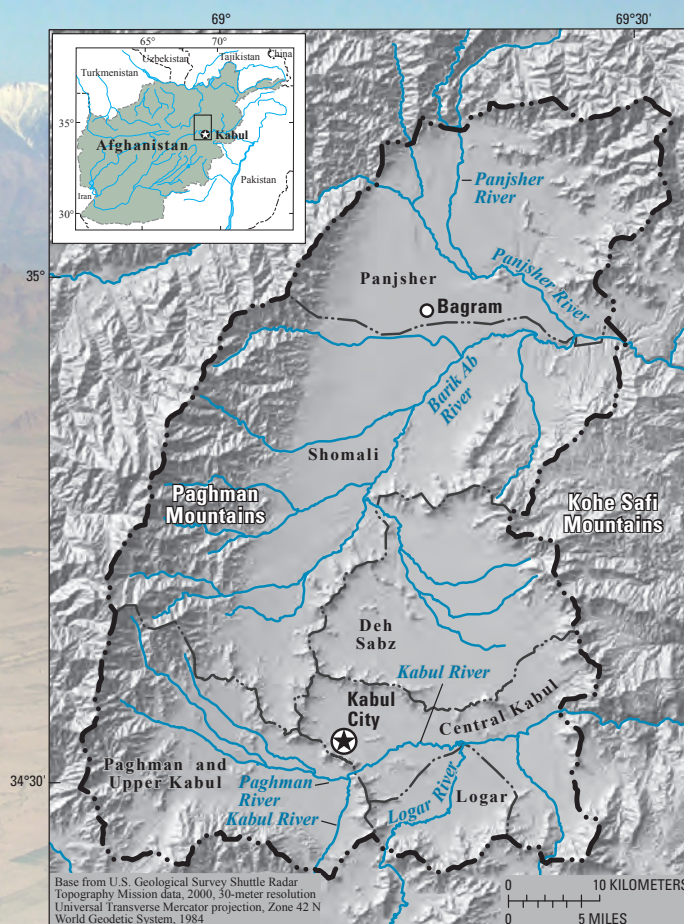 69°
69°30'
65°
70°
Uzbekistan
Tajikistan
China
Turkmenistan
35°
Kabul
Afghanistan
Pakistan
Iran
30°
Panjsher
River
35°
Panjsher
Panjsher River
Bagram
Barik Ab
River
Shomali
Paghman
Mountains
Kohe Safi
Mountains
Deh
Sabz
Kabul River
Kabul
City
Central Kabul
34°30'
Paghman and
Upper Kabul
Paghman
River
Kabul River
Logar River
Logar
Base from U.S. Geological Survey Shuttle Radar
Topography Mission data, 2000, 30-meter resolution
Universal Transverse Mercator projection, Zone 42 N
World Geodetic System, 1984
0 10 KILOMETERS
0 5 MILES